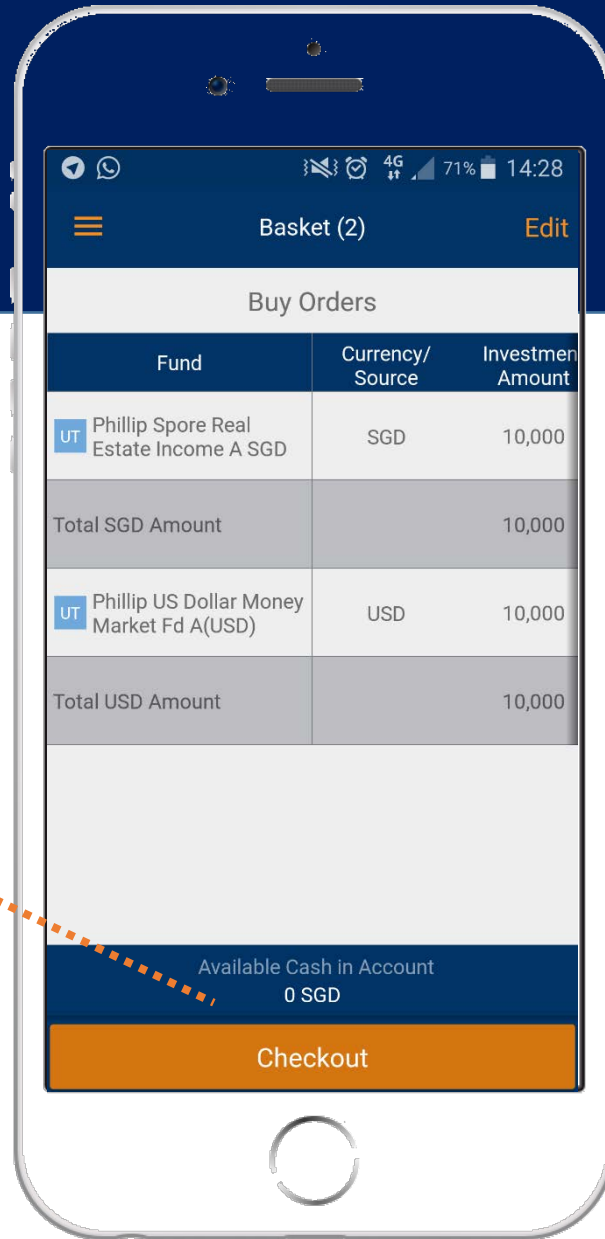 4G 71% 14:28
Basket (2) Edit
Buy Orders
Fund Currency/ Investmen
Source Amount
UT Phillip Spore Real
Estate Income A SGD SGD 10,000
Total SGD Amount 10,000
UT Phillip US Dollar Money
Market Fd A(USD) USD 10,000
Total USD Amount 10,000
Available Cash in Account
0 SGD
Checkout